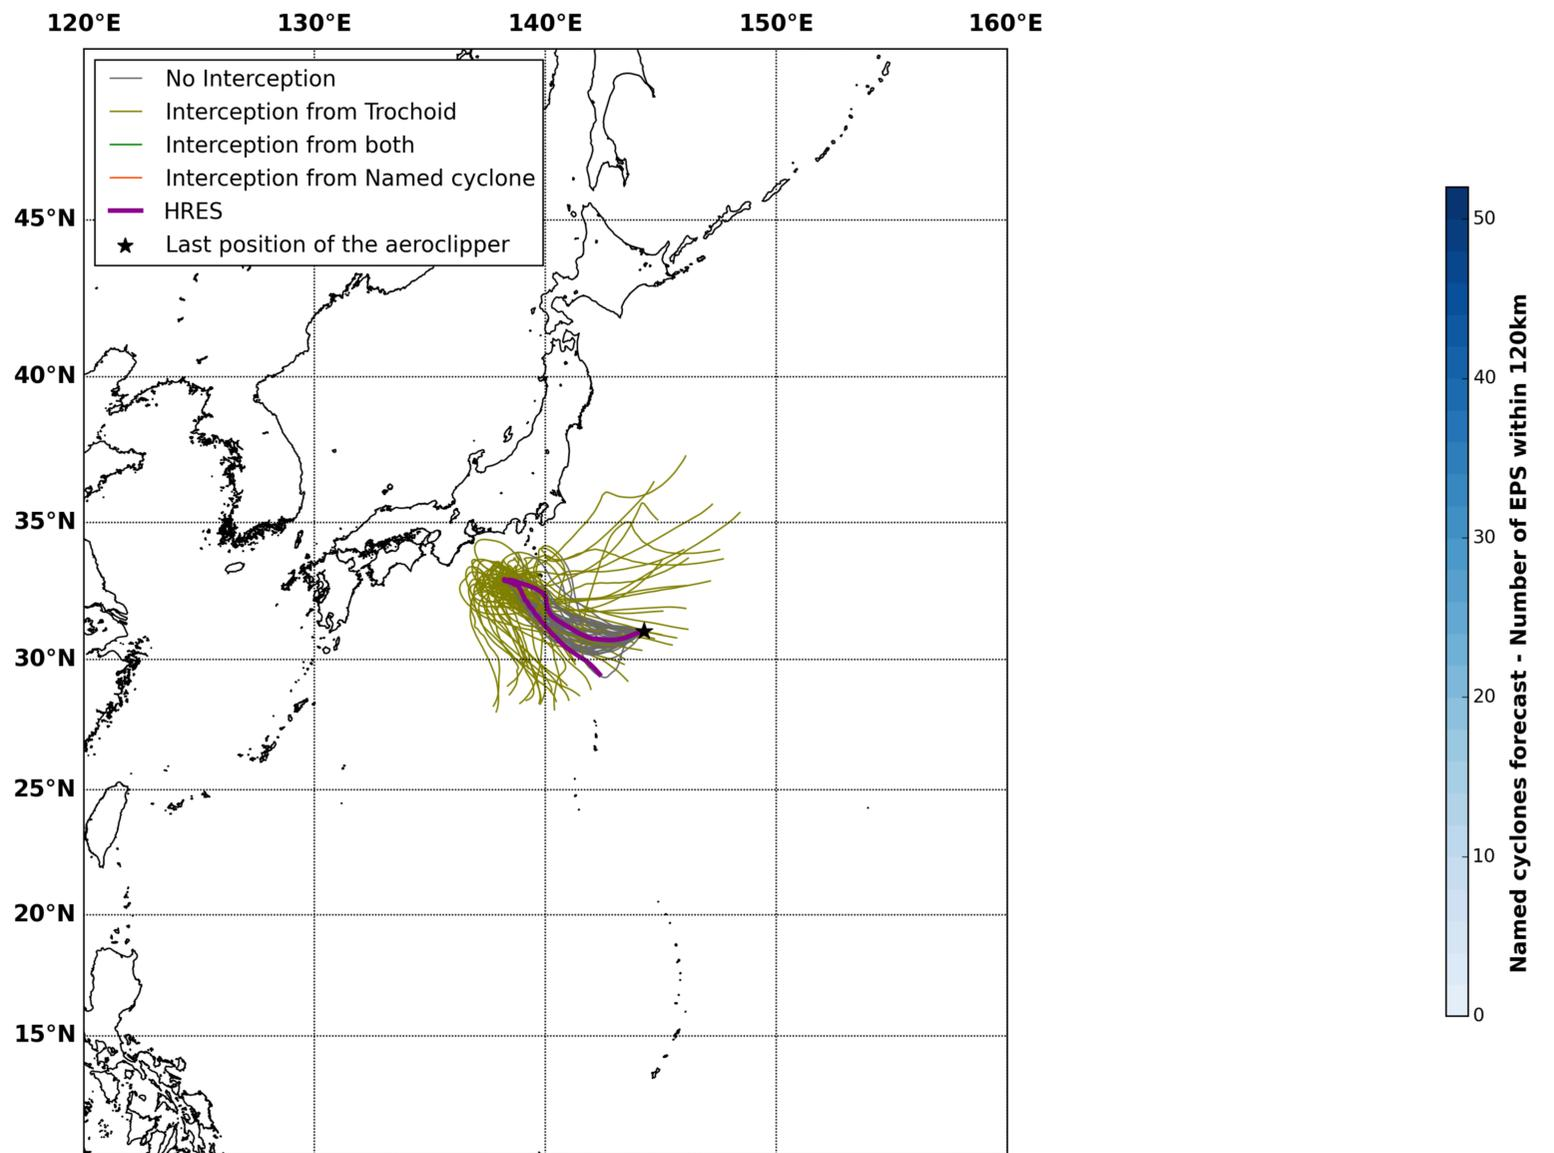 120°E 130°E 140°E 150°E 160°E
No Interception
Interception from Trochoid
Interception from both
Interception from Named cyclone
HRES
Last position of the aeroclipper
45°N
40°N
35°N
30°N
25°N
20°N
15°N
50
40
30
20
10
0
Named cyclones forecast - Number of EPS within 120km